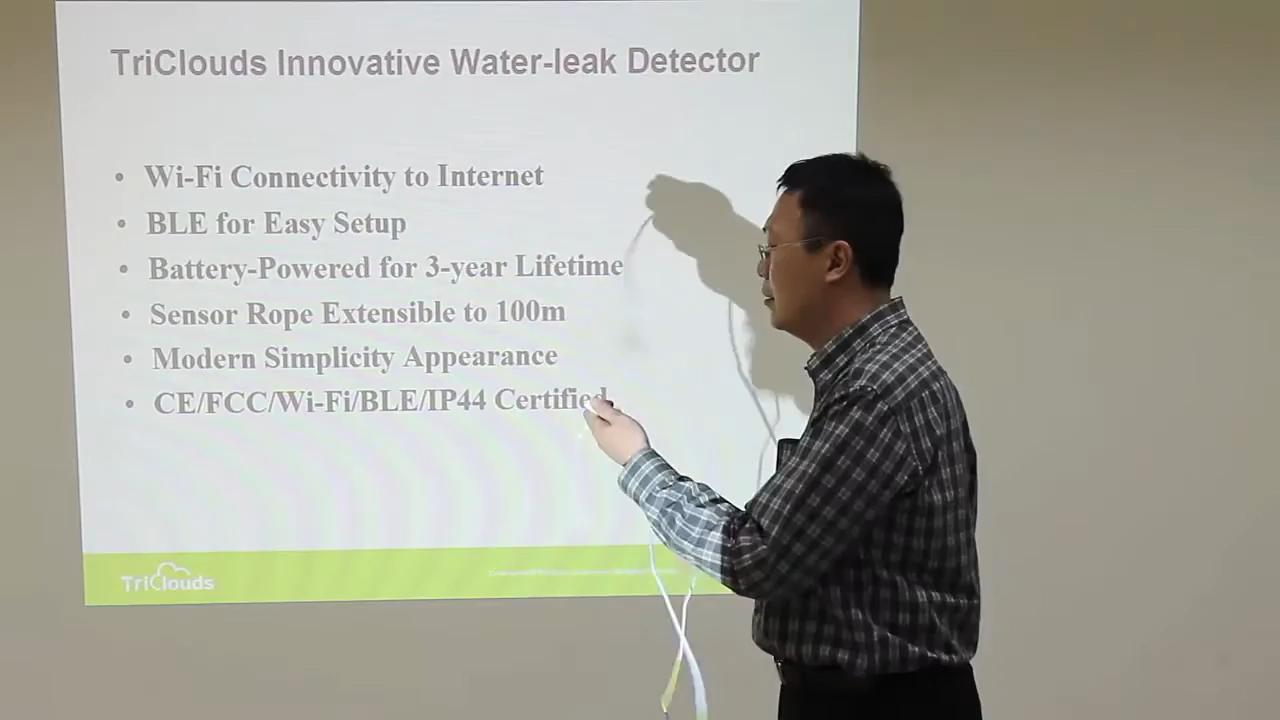 TriClouds Innovative Water-leak Detector
• Wi-Fi Connectivity to Internet
• BLE for Easy Setup
• Battery-Powered for 3-year Lifetime
• Sensor Rope Extensible to 100m
• Modern Simplicity Appearance
• CE/FCC/Wi-Fi/BLE/IP44 Certified
TriClouds